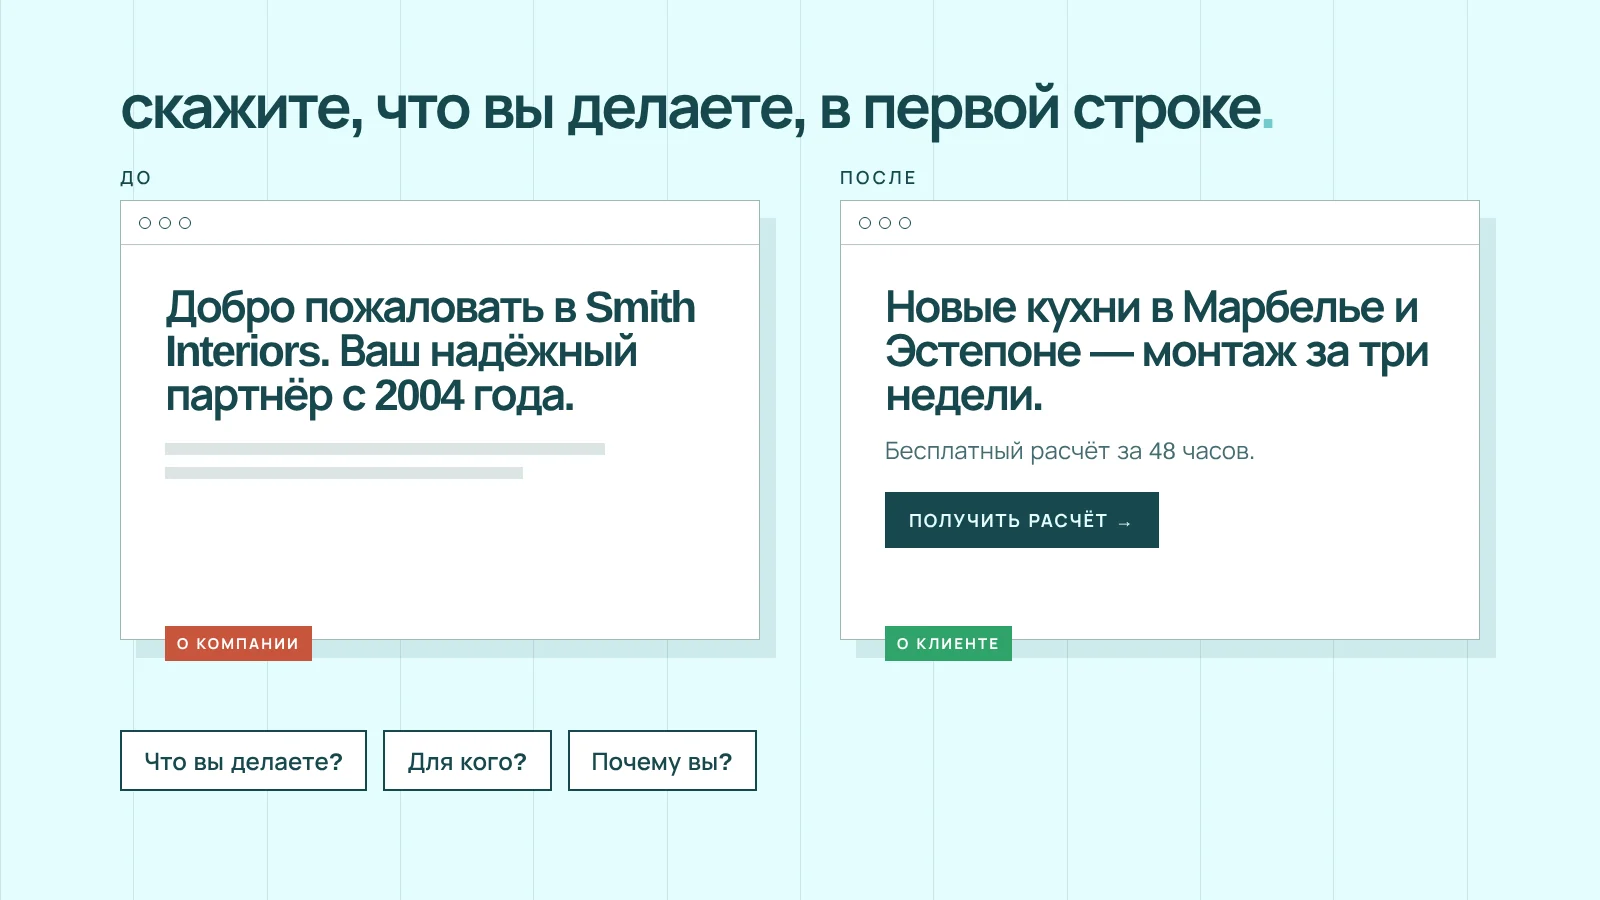 скажите, что вы делаете, в первой строке.
ДО
Добро пожаловать в Smith
Interiors. Ваш надёжный
партнёр с 2004 года.
О КОМПАНИИ
ПОСЛЕ
Новые кухни в Марбелье и
Эстепоне — монтаж за три
недели.
Бесплатный расчёт за 48 часов.
ПОЛУЧИТЬ РАСЧЁТ →
О КЛИЕНТЕ
Что вы делаете?
Для кого?
Почему вы?